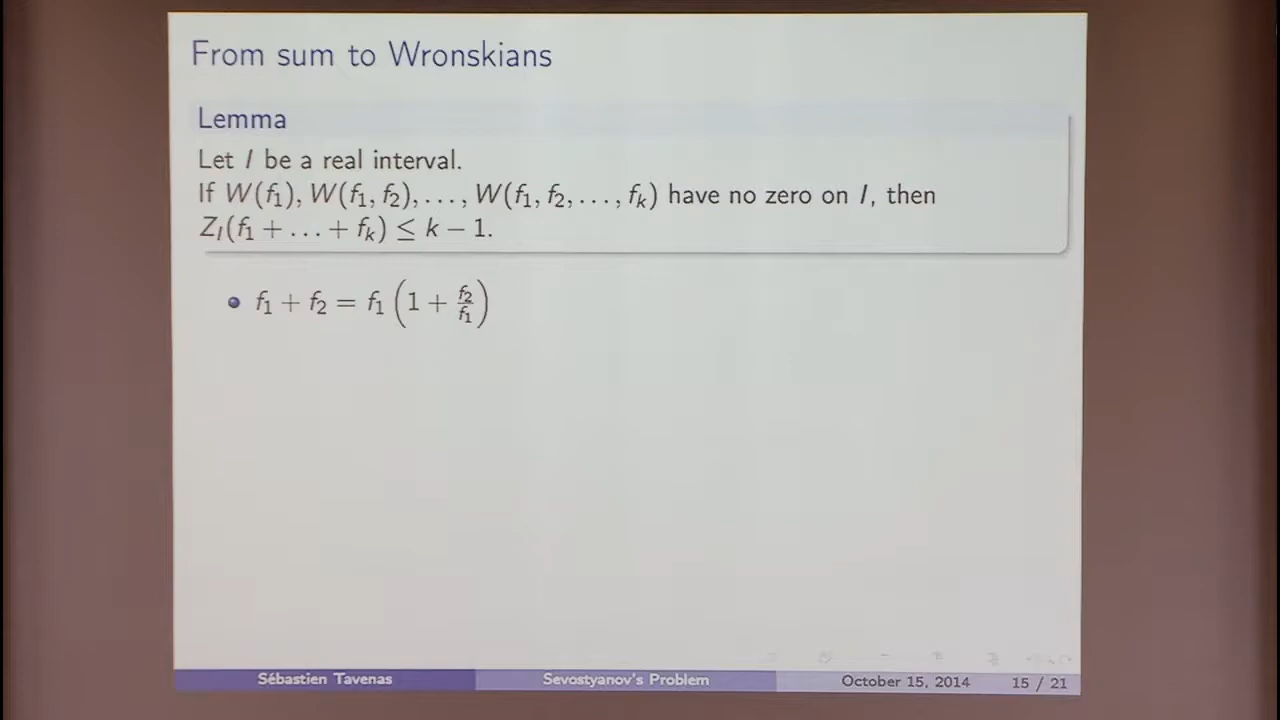 From sum to Wronskians
Lemma
Let I be a real interval.
If W(f₁), W(f₁, f₂), . . . , W(f₁, f₂, . . . , fₖ) have no zero on I, then
Z_I(f₁ + . . . + fₖ) ≤ k − 1.
• f₁ + f₂ = f₁ (1 + f₂/f₁)
Sébastien Tavenas Sevostyanov's Problem October 15, 2014 15 / 21